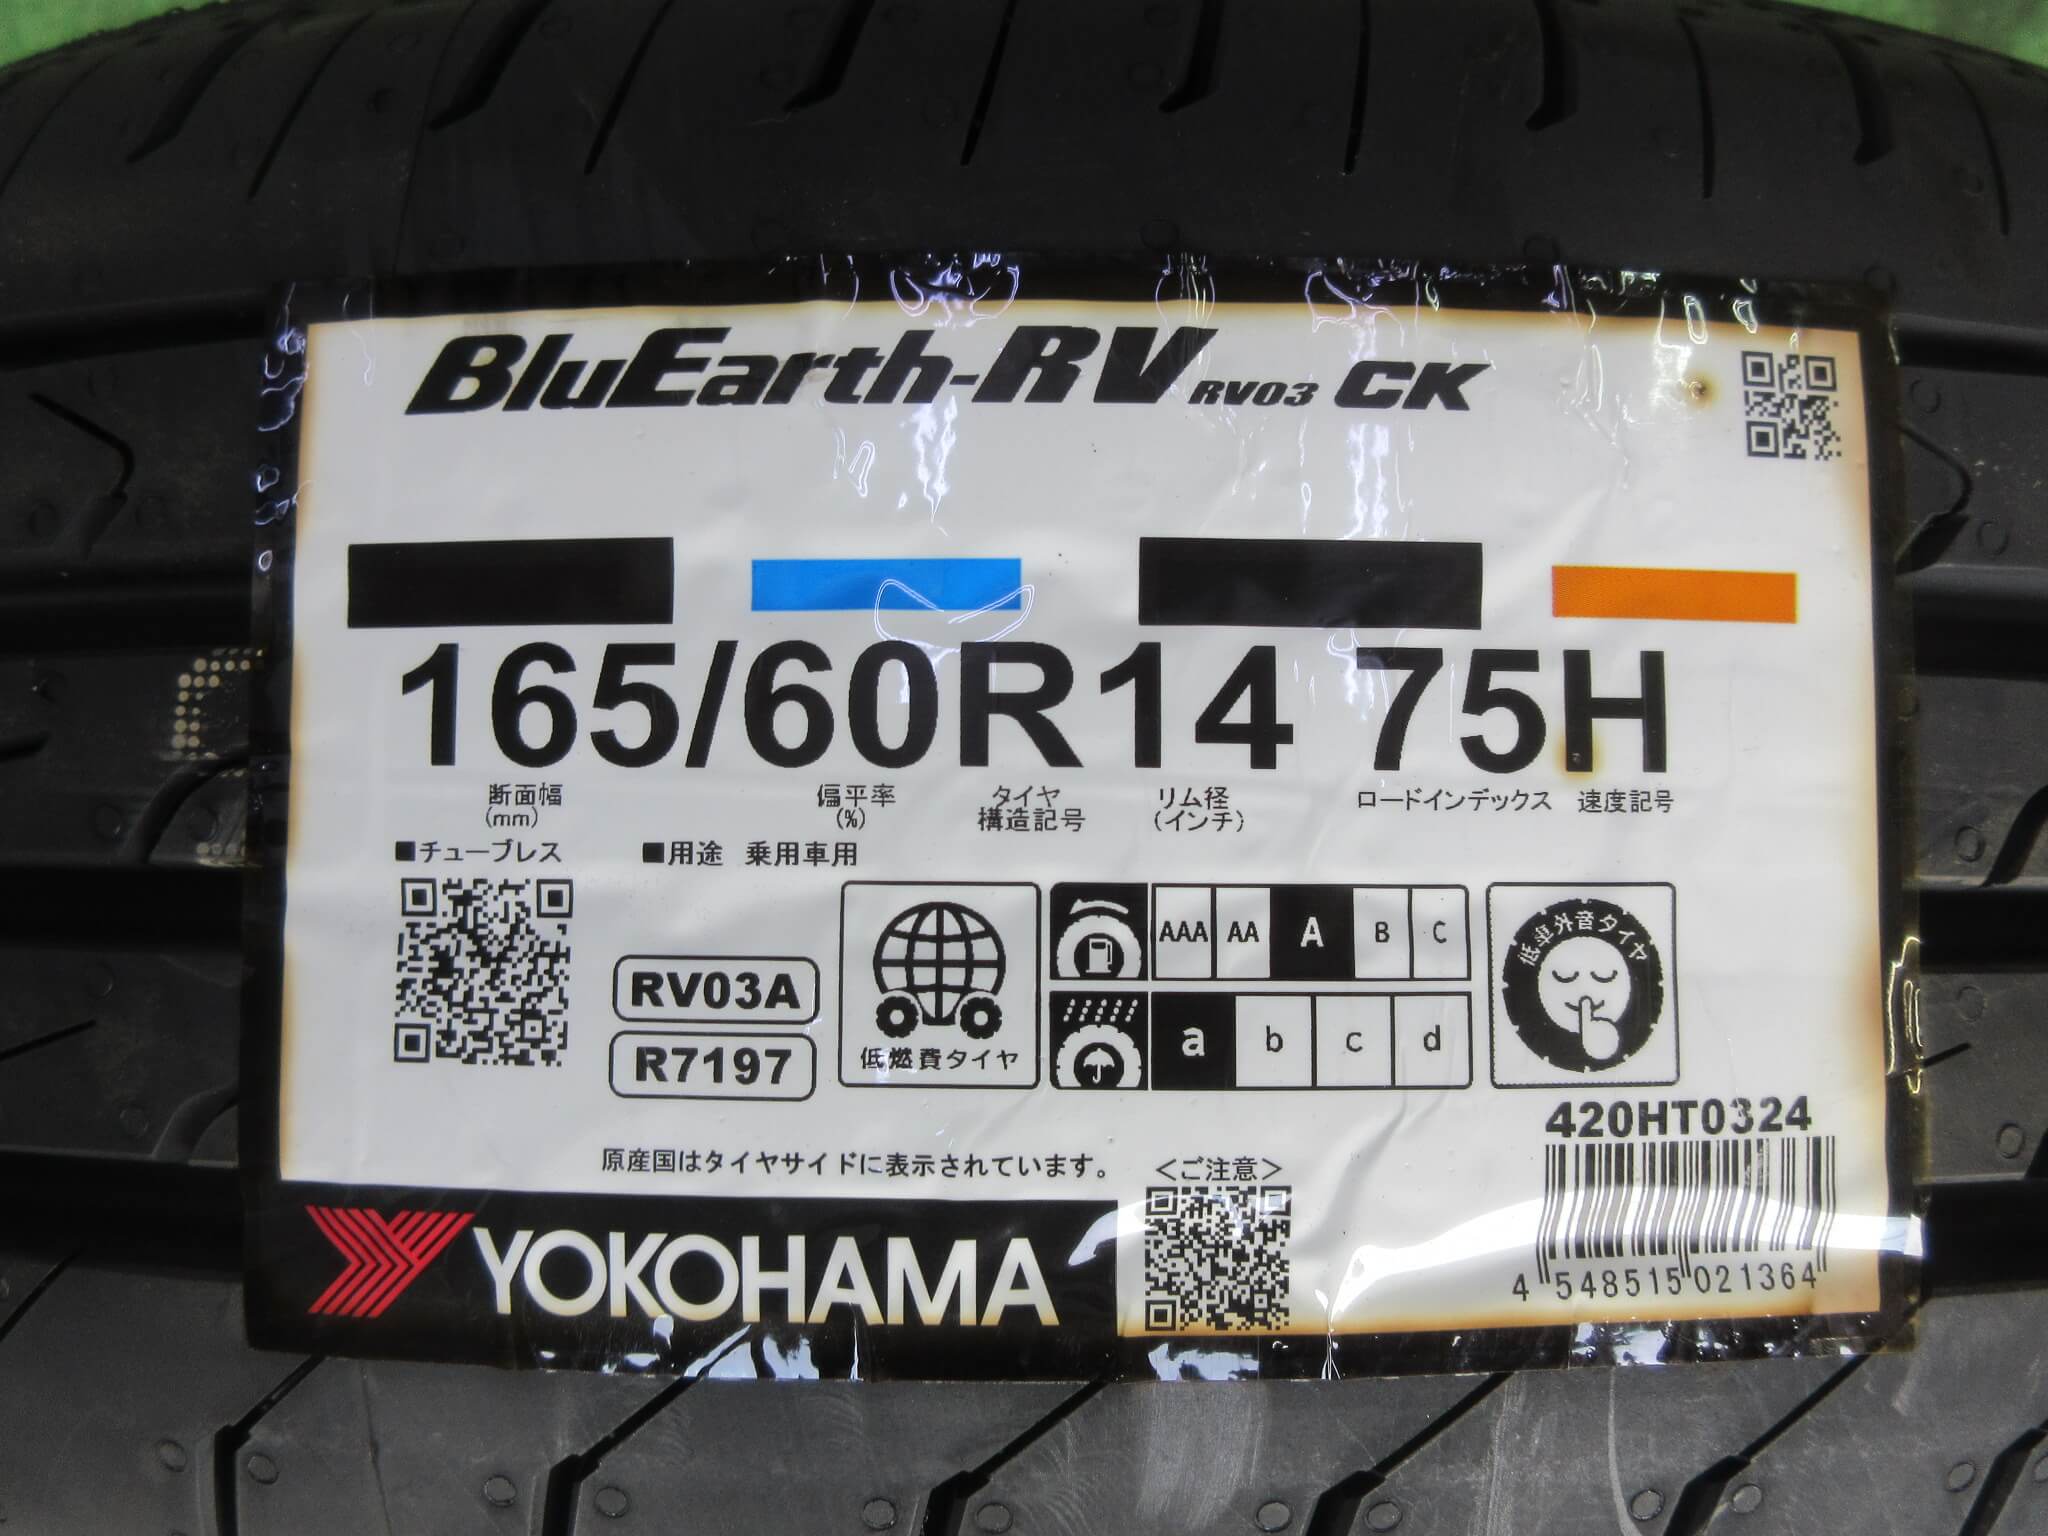 BluEarth-RV RV03 CK
165/60R14 75H
断面幅 偏平率 タイヤ リム径 ロードインデックス 速度記号
(mm) (%) 構造記号 (インチ)
■チューブレス ■用途 乗用車用
低車外音タイヤ
AAA AA A B C
RV03A
R7197
a b c d
低燃費タイヤ
420HT0324
原産国はタイヤサイドに表示されています。
<ご注意>
YOKOHAMA
4 548515 021364